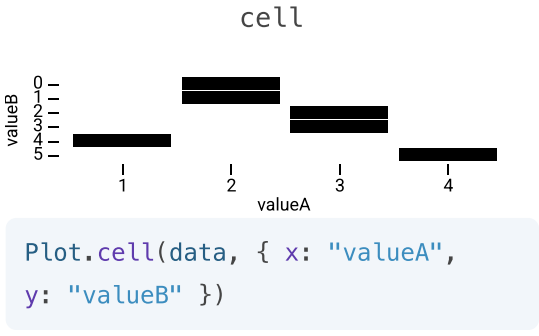 cell
valueB
0
1
2
3
4
5
1 2 3 4
valueA
Plot.cell(data, { x: "valueA",
y: "valueB" })